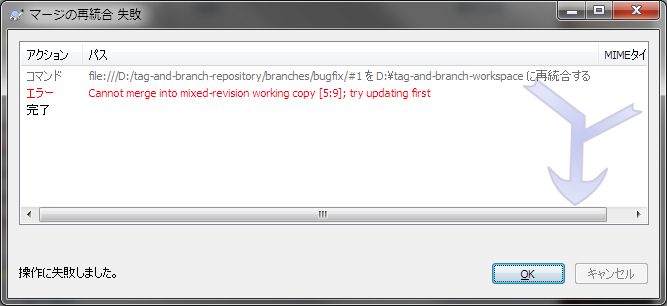 マージの再統合 失敗
アクション パス MIMEタイ
コマンド file:///D:/tag-and-branch-repository/branches/bugfix/#1 を D:¥tag-and-branch-workspace に再統合する
エラー Cannot merge into mixed-revision working copy [5:9]; try updating first
完了
操作に失敗しました。 OK キャンセル